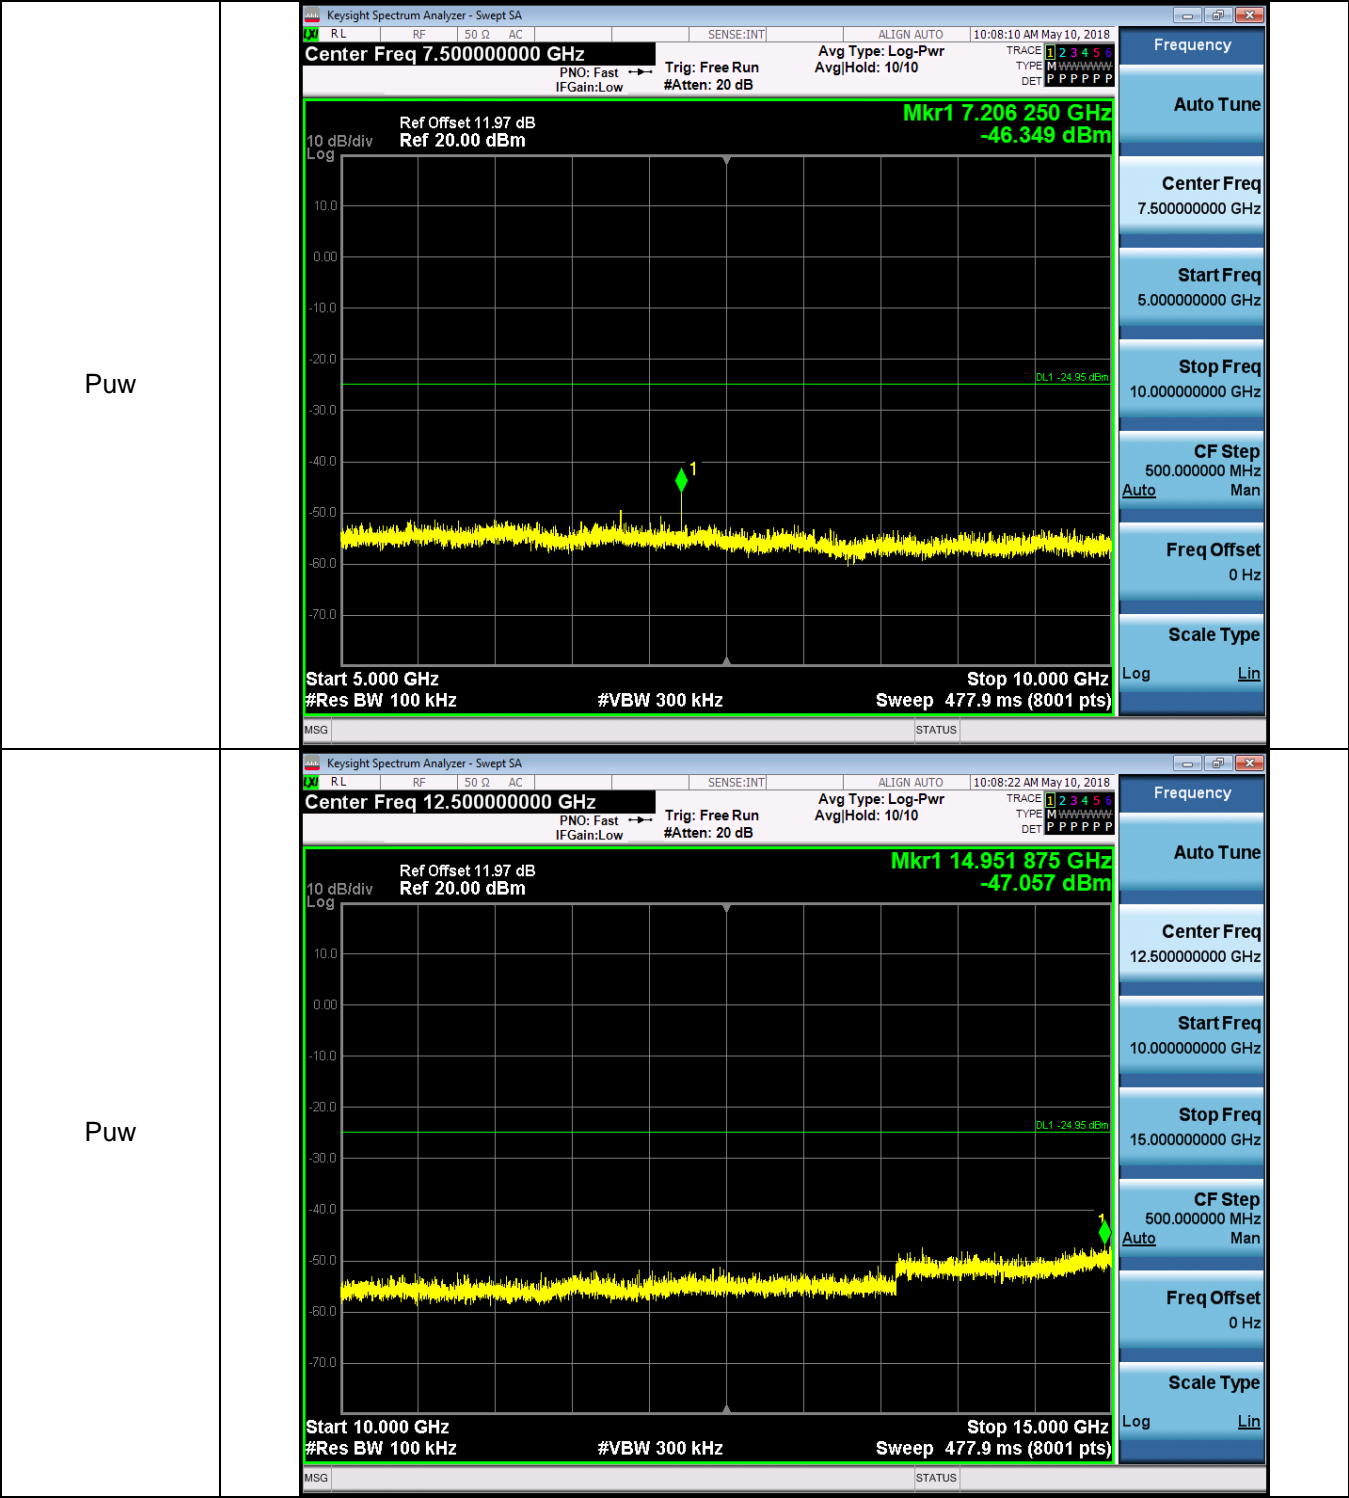 Puw
Keysight Spectrum Analyzer - Swept SA
LXI RL RF 50 Ω AC SENSE:INT ALIGN AUTO 10:08:10 AM May 10, 2018
Center Freq 7.500000000 GHz
PNO: Fast
IFGain:Low
Trig: Free Run
#Atten: 20 dB
Avg Type: Log-Pwr
Avg|Hold: 10/10
TRACE 1 2 3 4 5 6
TYPE M W W W W W
DET P P P P P P
Ref Offset 11.97 dB
10 dB/div Ref 20.00 dBm
Log
Mkr1 7.206 250 GHz
-46.349 dBm
10.0
0.00
-10.0
-20.0
DL1 -24.95 dBm
-30.0
-40.0
1
-50.0
-60.0
-70.0
Start 5.000 GHz Stop 10.000 GHz
#Res BW 100 kHz #VBW 300 kHz Sweep 477.9 ms (8001 pts)
MSG STATUS
Frequency
Auto Tune
Center Freq
7.500000000 GHz
Start Freq
5.000000000 GHz
Stop Freq
10.000000000 GHz
CF Step
500.000000 MHz
Auto Man
Freq Offset
0 Hz
Scale Type
Log Lin
Puw
Keysight Spectrum Analyzer - Swept SA
LXI RL RF 50 Ω AC SENSE:INT ALIGN AUTO 10:08:22 AM May 10, 2018
Center Freq 12.500000000 GHz
PNO: Fast
IFGain:Low
Trig: Free Run
#Atten: 20 dB
Avg Type: Log-Pwr
Avg|Hold: 10/10
TRACE 1 2 3 4 5 6
TYPE M W W W W W
DET P P P P P P
Ref Offset 11.97 dB
10 dB/div Ref 20.00 dBm
Log
Mkr1 14.951 875 GHz
-47.057 dBm
10.0
0.00
-10.0
-20.0
DL1 -24.95 dBm
-30.0
-40.0
1
-50.0
-60.0
-70.0
Start 10.000 GHz Stop 15.000 GHz
#Res BW 100 kHz #VBW 300 kHz Sweep 477.9 ms (8001 pts)
MSG STATUS
Frequency
Auto Tune
Center Freq
12.500000000 GHz
Start Freq
10.000000000 GHz
Stop Freq
15.000000000 GHz
CF Step
500.000000 MHz
Auto Man
Freq Offset
0 Hz
Scale Type
Log Lin